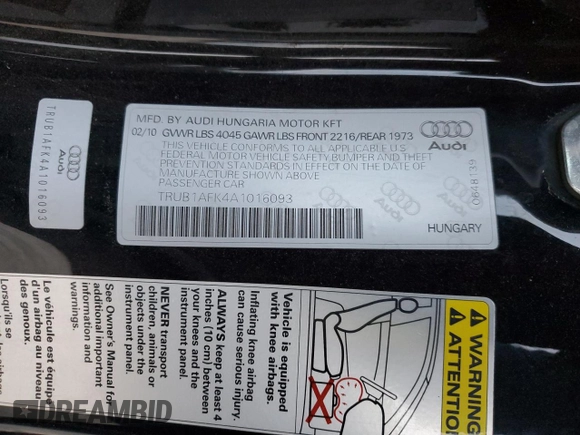 TRUB1AFK4A1016093
Audi
MFD. BY AUDI HUNGARIA MOTOR KFT
02/10 GVWR LBS 4045 GAWR LBS FRONT 2216/REAR 1973
THIS VEHICLE CONFORMS TO ALL APPLICABLE U.S.
FEDERAL MOTOR VEHICLE SAFETY, BUMPER AND THEFT
PREVENTION STANDARDS IN EFFECT ON THE DATE OF
MANUFACTURE SHOWN ABOVE
PASSENGER CAR
TRUB1AFK4A1016093
Audi
HUNGARY
WARNING
ATTENTION
Vehicle is equipped
with knee airbags.
Inflating knee airbag
can cause serious injury.
ALWAYS keep at least 4
inches (10 cm) between
your knees and the
instrument panel.
NEVER transport
children, animals or
objects under the
instrument panel.
See Owner's Manual for
additional important
information and
warnings.
Le véhicule est équipé
d'un airbag au niveau
des genoux.
Lorsqu'ils se
DREAMBID